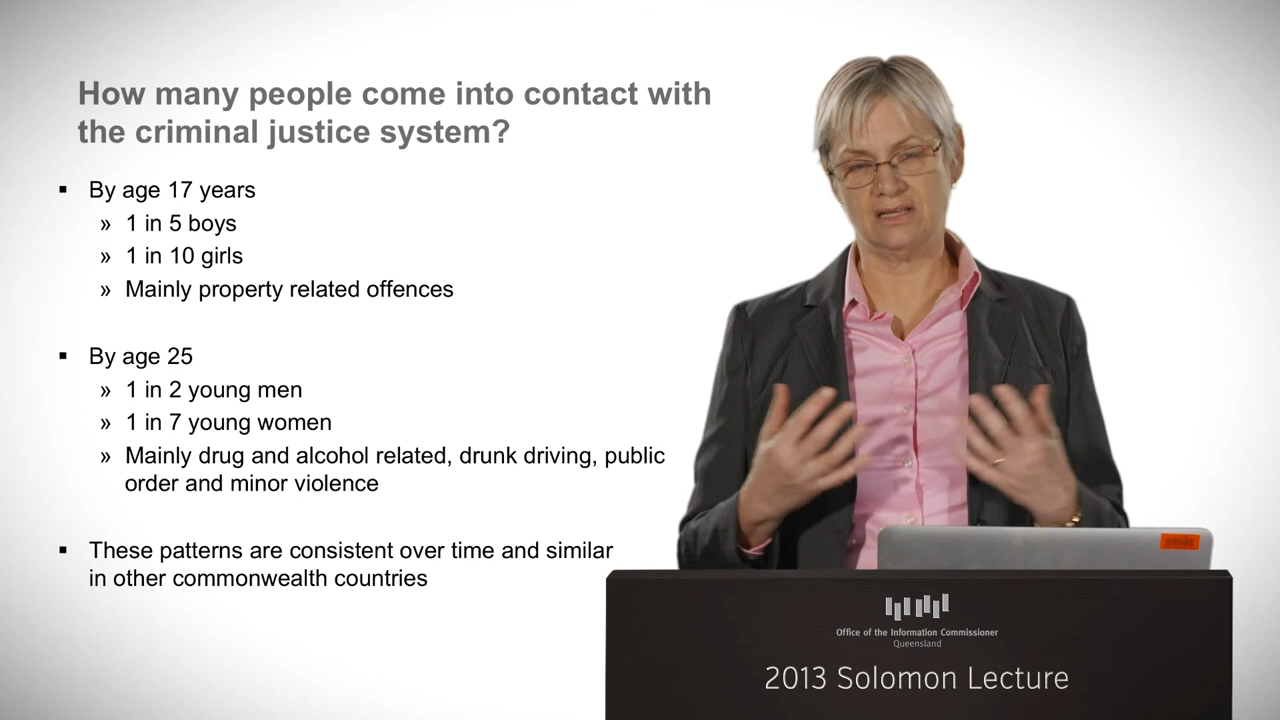 How many people come into contact with
the criminal justice system?
▪ By age 17 years
» 1 in 5 boys
» 1 in 10 girls
» Mainly property related offences
▪ By age 25
» 1 in 2 young men
» 1 in 7 young women
» Mainly drug and alcohol related, drunk driving, public
order and minor violence
▪ These patterns are consistent over time and similar
in other commonwealth countries
Office of the Information Commissioner
Queensland
2013 Solomon Lecture